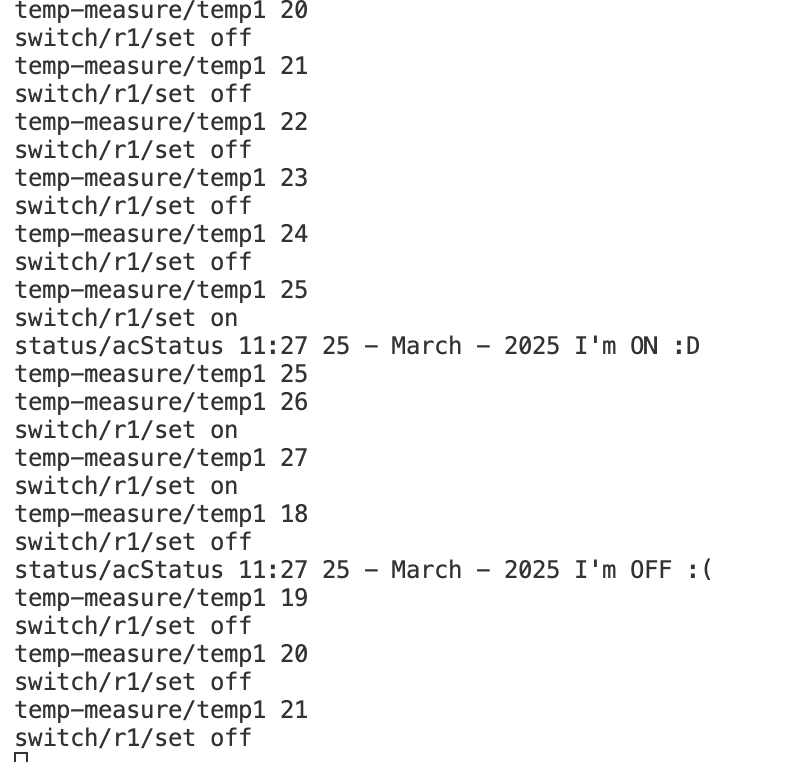 temp-measure/temp1 20
switch/r1/set off
temp-measure/temp1 21
switch/r1/set off
temp-measure/temp1 22
switch/r1/set off
temp-measure/temp1 23
switch/r1/set off
temp-measure/temp1 24
switch/r1/set off
temp-measure/temp1 25
switch/r1/set on
status/acStatus 11:27 25 - March - 2025 I'm ON :D
temp-measure/temp1 25
temp-measure/temp1 26
switch/r1/set on
temp-measure/temp1 27
switch/r1/set on
temp-measure/temp1 18
switch/r1/set off
status/acStatus 11:27 25 - March - 2025 I'm OFF :(
temp-measure/temp1 19
switch/r1/set off
temp-measure/temp1 20
switch/r1/set off
temp-measure/temp1 21
switch/r1/set off